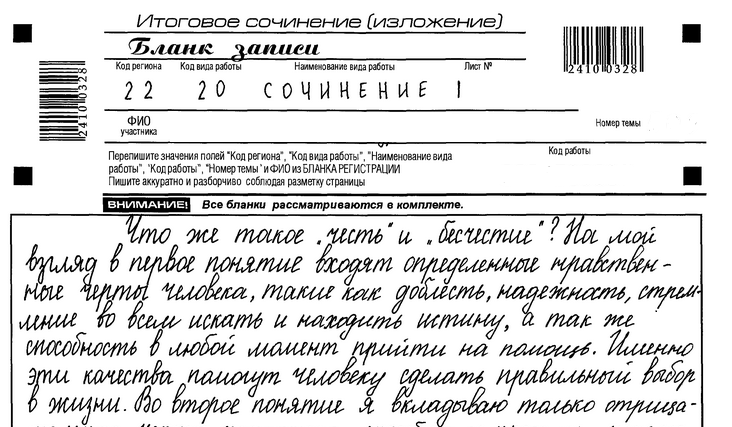 Итоговое сочинение (изложение)
Бланк записи
Код региона Код вида работы Наименование вида работы Лист №
22 20 СОЧИНЕНИЕ 1
2410 0328
2410 0328
ФИО
участника
Номер темы
Перепишите значения полей "Код региона", "Код вида работы", "Наименование вида
работы", "Код работы", "Номер темы" и ФИО из БЛАНКА РЕГИСТРАЦИИ
Пишите аккуратно и разборчиво соблюдая разметку страницы
Код работы
ВНИМАНИЕ! Все бланки рассматриваются в комплекте.
Что же такое „честь" и „бесчестие"? На мой
взгляд в первое понятие входят определенные нравствен-
ные черты человека, такие как доблесть, надежность, стрем-
ление во всем искать и находить истину, а так же
способность в любой момент прийти на помощь. Именно
эти качества помогут человеку сделать правильный выбор
в жизни. Во второе понятие я вкладываю только отрица-